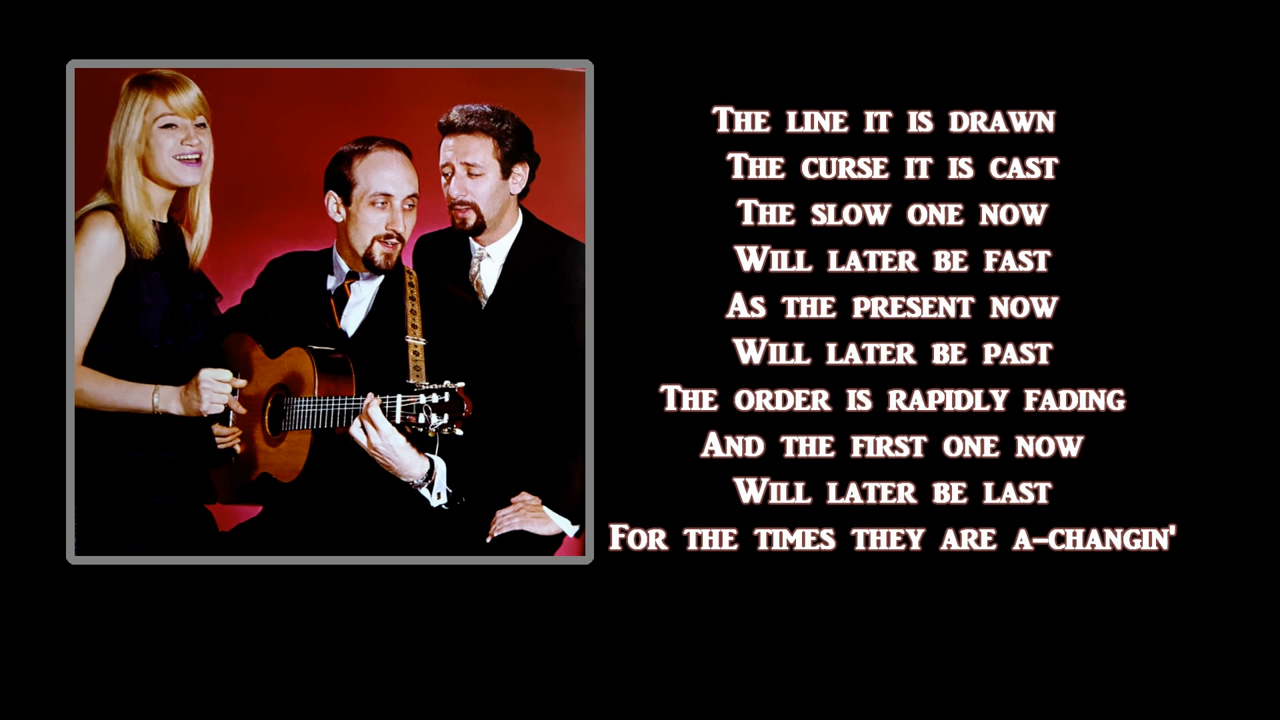 The line it is drawn
The curse it is cast
The slow one now
Will later be fast
As the present now
Will later be past
The order is rapidly fading
And the first one now
Will later be last
For the times they are a-changin'